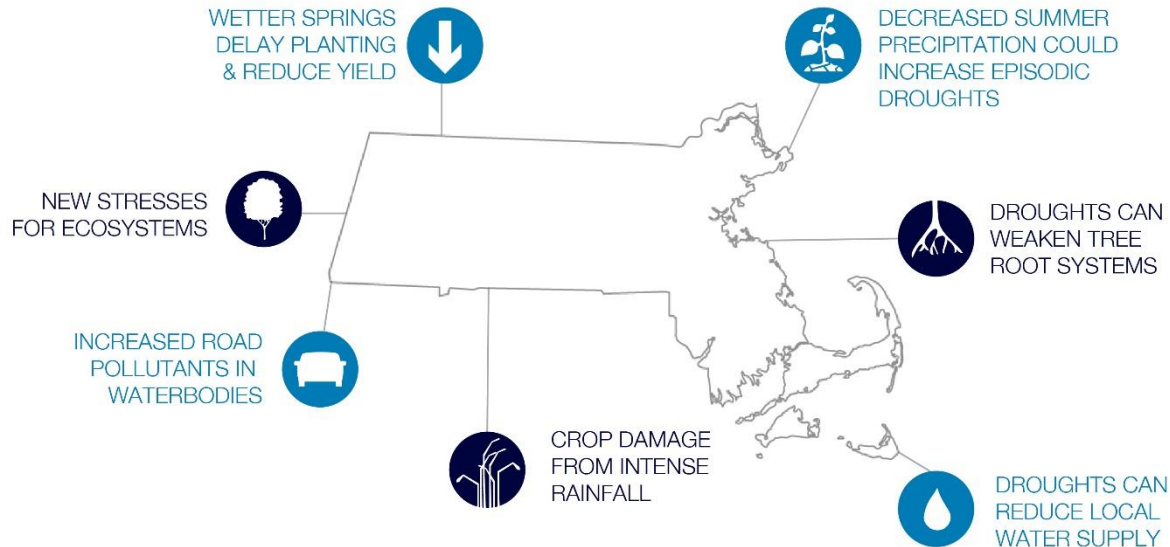 WETTER SPRINGS
DELAY PLANTING
& REDUCE YIELD
DECREASED SUMMER
PRECIPITATION COULD
INCREASE EPISODIC
DROUGHTS
NEW STRESSES
FOR ECOSYSTEMS
DROUGHTS CAN
WEAKEN TREE
ROOT SYSTEMS
INCREASED ROAD
POLLUTANTS IN
WATERBODIES
CROP DAMAGE
FROM INTENSE
RAINFALL
DROUGHTS CAN
REDUCE LOCAL
WATER SUPPLY